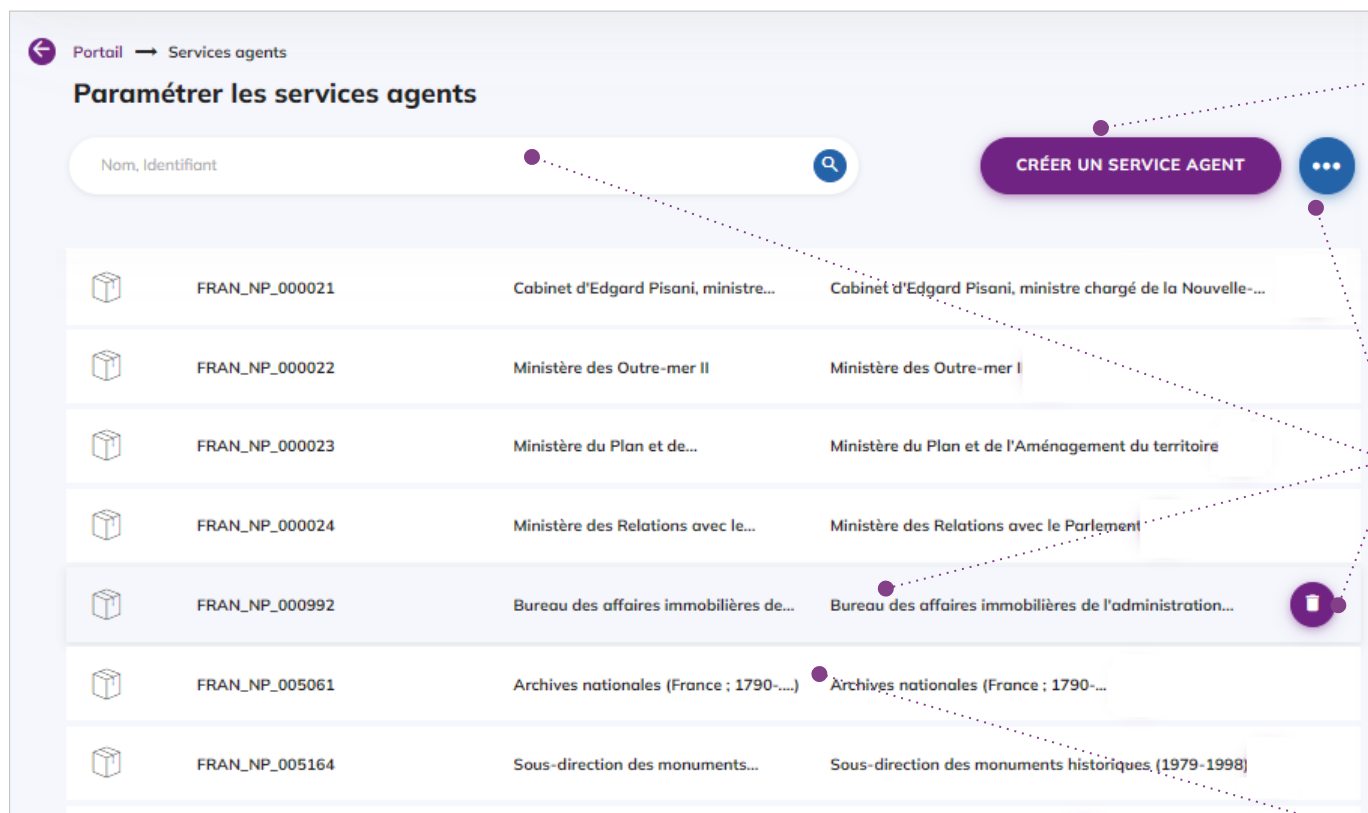 Portail → Services agents
Paramétrer les services agents
Nom, Identifiant
CRÉER UN SERVICE AGENT
FRAN_NP_000021 Cabinet d'Edgard Pisani, ministre... Cabinet d'Edgard Pisani, ministre chargé de la Nouvelle-...
FRAN_NP_000022 Ministère des Outre-mer II Ministère des Outre-mer II
FRAN_NP_000023 Ministère du Plan et de... Ministère du Plan et de l'Aménagement du territoire
FRAN_NP_000024 Ministère des Relations avec le... Ministère des Relations avec le Parlement
FRAN_NP_000992 Bureau des affaires immobilières de... Bureau des affaires immobilières de l'administration...
FRAN_NP_005061 Archives nationales (France ; 1790-....) Archives nationales (France ; 1790-...
FRAN_NP_005164 Sous-direction des monuments... Sous-direction des monuments historiques (1979-1998)